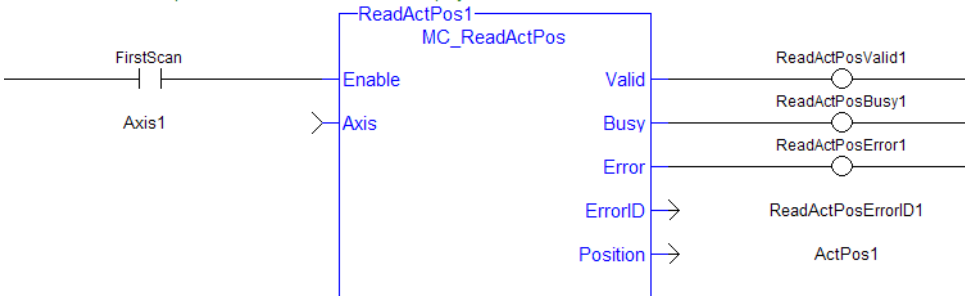 ReadActPos1
MC_ReadActPos
FirstScan
Enable
Valid
ReadActPosValid1
Axis1
Axis
Busy
ReadActPosBusy1
Error
ReadActPosError1
ErrorID
ReadActPosErrorID1
Position
ActPos1